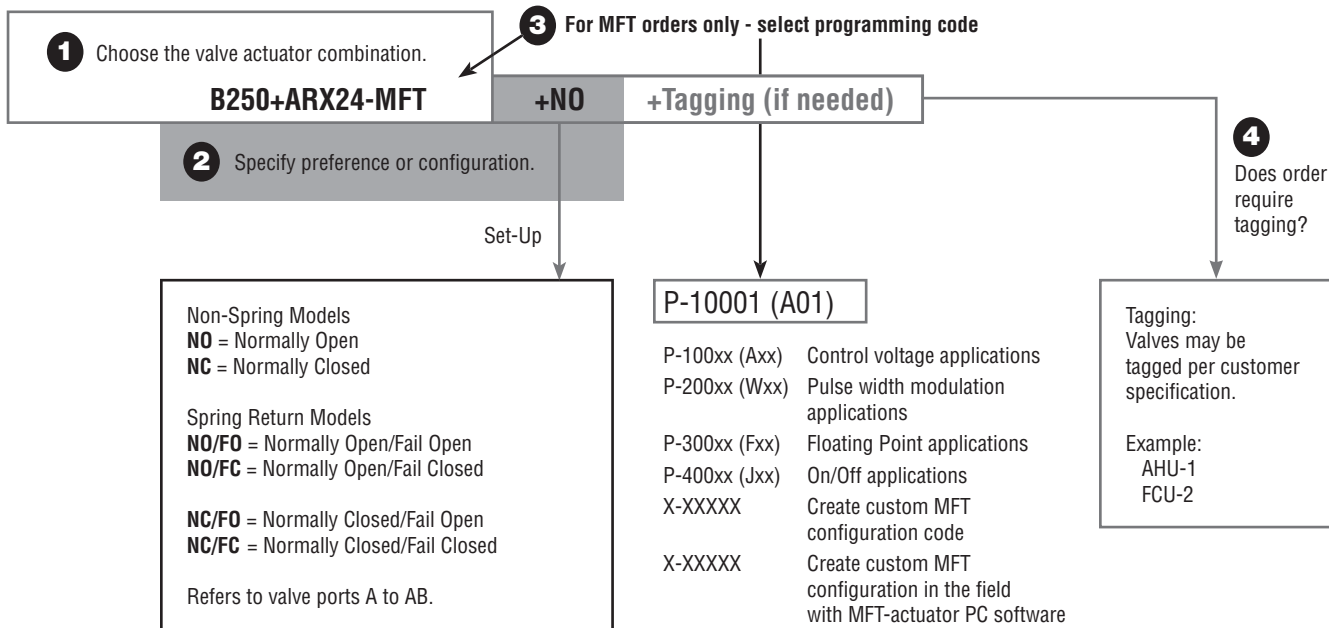 1 Choose the valve actuator combination.
3 For MFT orders only - select programming code
B250+ARX24-MFT +NO +Tagging (if needed)
2 Specify preference or configuration.
4
Does order
require
tagging?
Set-Up
Non-Spring Models
NO = Normally Open
NC = Normally Closed
Spring Return Models
NO/FO = Normally Open/Fail Open
NO/FC = Normally Open/Fail Closed
NC/FO = Normally Closed/Fail Open
NC/FC = Normally Closed/Fail Closed
Refers to valve ports A to AB.
P-10001 (A01)
P-100xx (Axx) Control voltage applications
P-200xx (Wxx) Pulse width modulation
applications
P-300xx (Fxx) Floating Point applications
P-400xx (Jxx) On/Off applications
X-XXXXX Create custom MFT
configuration code
X-XXXXX Create custom MFT
configuration in the field
with MFT-actuator PC software
Tagging:
Valves may be
tagged per customer
specification.
Example:
AHU-1
FCU-2